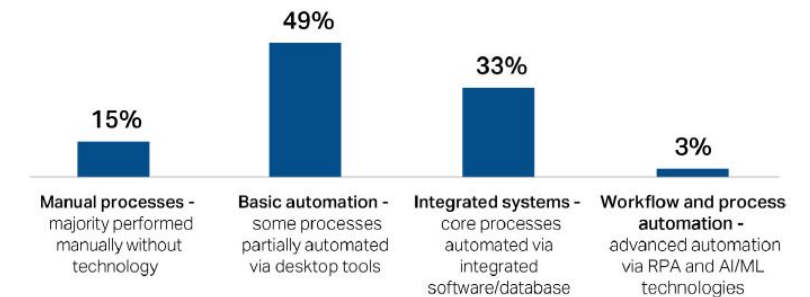 49%
33%
15%
3%
Manual processes -
majority performed
manually without
technology
Basic automation -
some processes
partially automated
via desktop tools
Integrated systems -
core processes
automated via
integrated
software/database
Workflow and process
automation -
advanced automation
via RPA and AI/ML
technologies